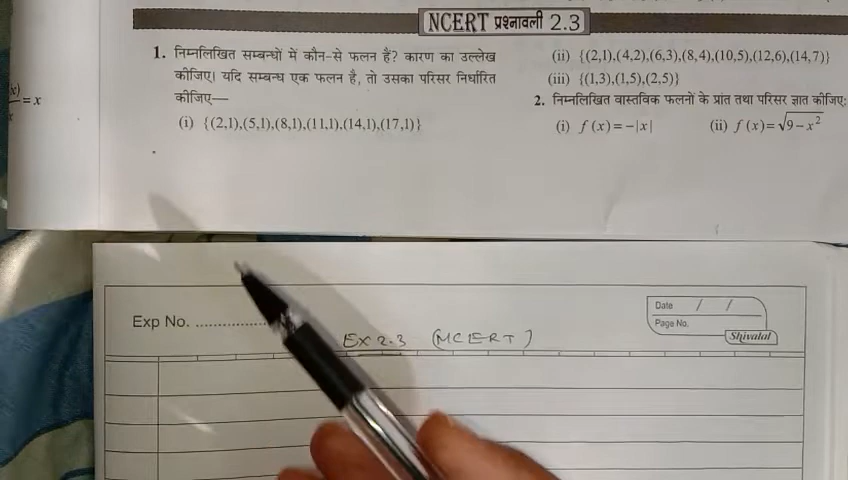 NCERT प्रश्नावली 2.3
1. निम्नलिखित सम्बन्धों में कौन-से फलन हैं? कारण का उल्लेख
कीजिए। यदि सम्बन्ध एक फलन है, तो उसका परिसर निर्धारित
कीजिए—
(i) {(2,1),(5,1),(8,1),(11,1),(14,1),(17,1)}
(ii) {(2,1),(4,2),(6,3),(8,4),(10,5),(12,6),(14,7)}
(iii) {(1,3),(1,5),(2,5)}
2. निम्नलिखित वास्तविक फलनों के प्रांत तथा परिसर ज्ञात कीजिए:
(i) f(x)=-|x| (ii) f(x)=√9-x²
= x
Exp No. ....................
Date / /
Page No.
Shivalal
Ex 2.3 (NCERT)